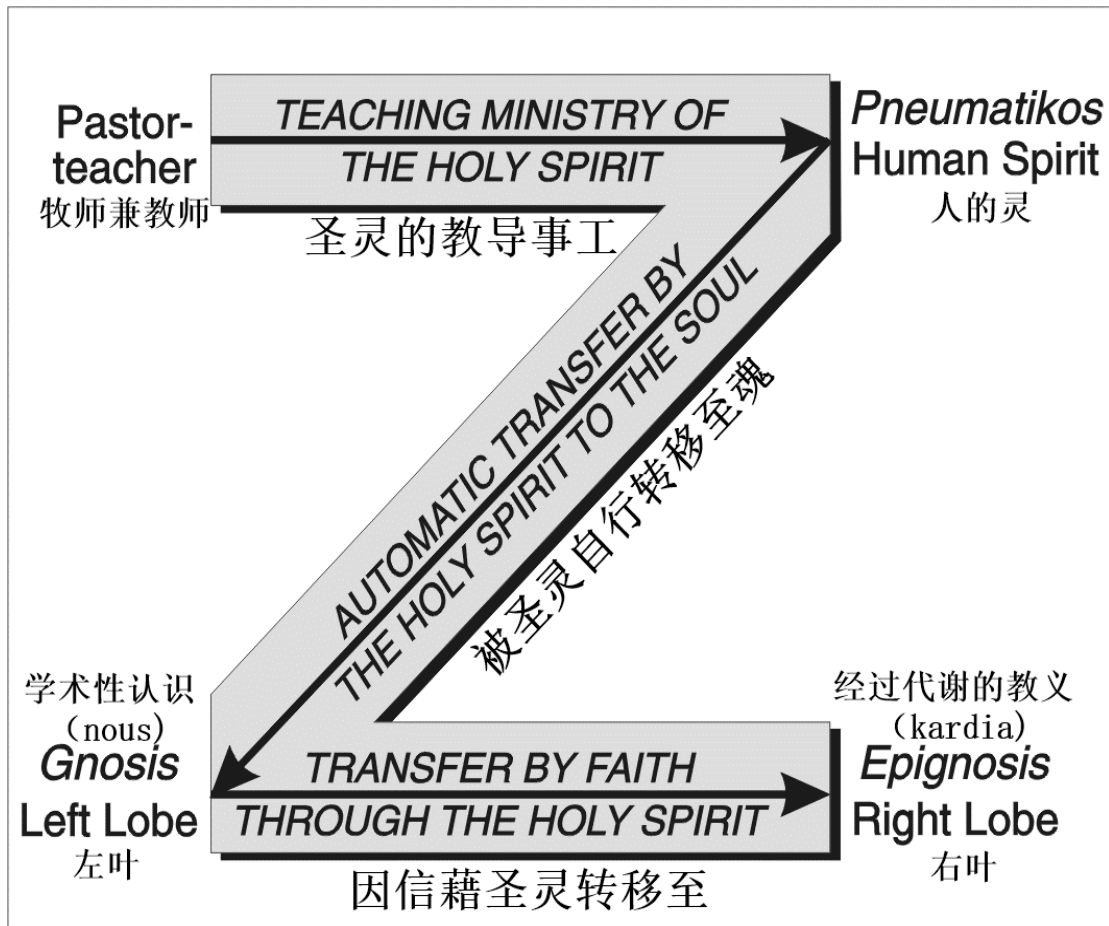 Pastor-
teacher
牧师兼教师
TEACHING MINISTRY OF
THE HOLY SPIRIT
圣灵的教导事工
Pneumatikos
Human Spirit
人的灵
AUTOMATIC TRANSFER BY
THE HOLY SPIRIT TO THE SOUL
被圣灵自行转移至魂
学术性认识
(nous)
Gnosis
Left Lobe
左叶
TRANSFER BY FAITH
THROUGH THE HOLY SPIRIT
因信藉圣灵转移至
经过代谢的教义
(kardia)
Epignosis
Right Lobe
右叶